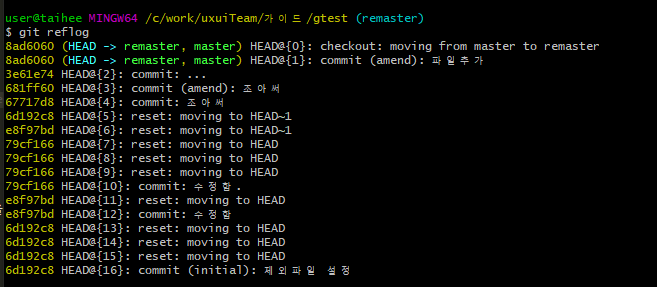 user@taihee MINGW64 /c/work/uxuiTeam/가이드/gtest (remaster)
$ git reflog
8ad6060 (HEAD -> remaster, master) HEAD@{0}: checkout: moving from master to remaster
8ad6060 (HEAD -> remaster, master) HEAD@{1}: commit (amend): 파일추가
3e61e74 HEAD@{2}: commit: ...
681ff60 HEAD@{3}: commit (amend): 조아써
67717d8 HEAD@{4}: commit: 조아써
6d192c8 HEAD@{5}: reset: moving to HEAD~1
e8f97bd HEAD@{6}: reset: moving to HEAD~1
79cf166 HEAD@{7}: reset: moving to HEAD
79cf166 HEAD@{8}: reset: moving to HEAD
79cf166 HEAD@{9}: reset: moving to HEAD
79cf166 HEAD@{10}: commit: 수정함.
e8f97bd HEAD@{11}: reset: moving to HEAD
e8f97bd HEAD@{12}: commit: 수정함
6d192c8 HEAD@{13}: reset: moving to HEAD
6d192c8 HEAD@{14}: reset: moving to HEAD
6d192c8 HEAD@{15}: reset: moving to HEAD
6d192c8 HEAD@{16}: commit (initial): 제외파일 설정